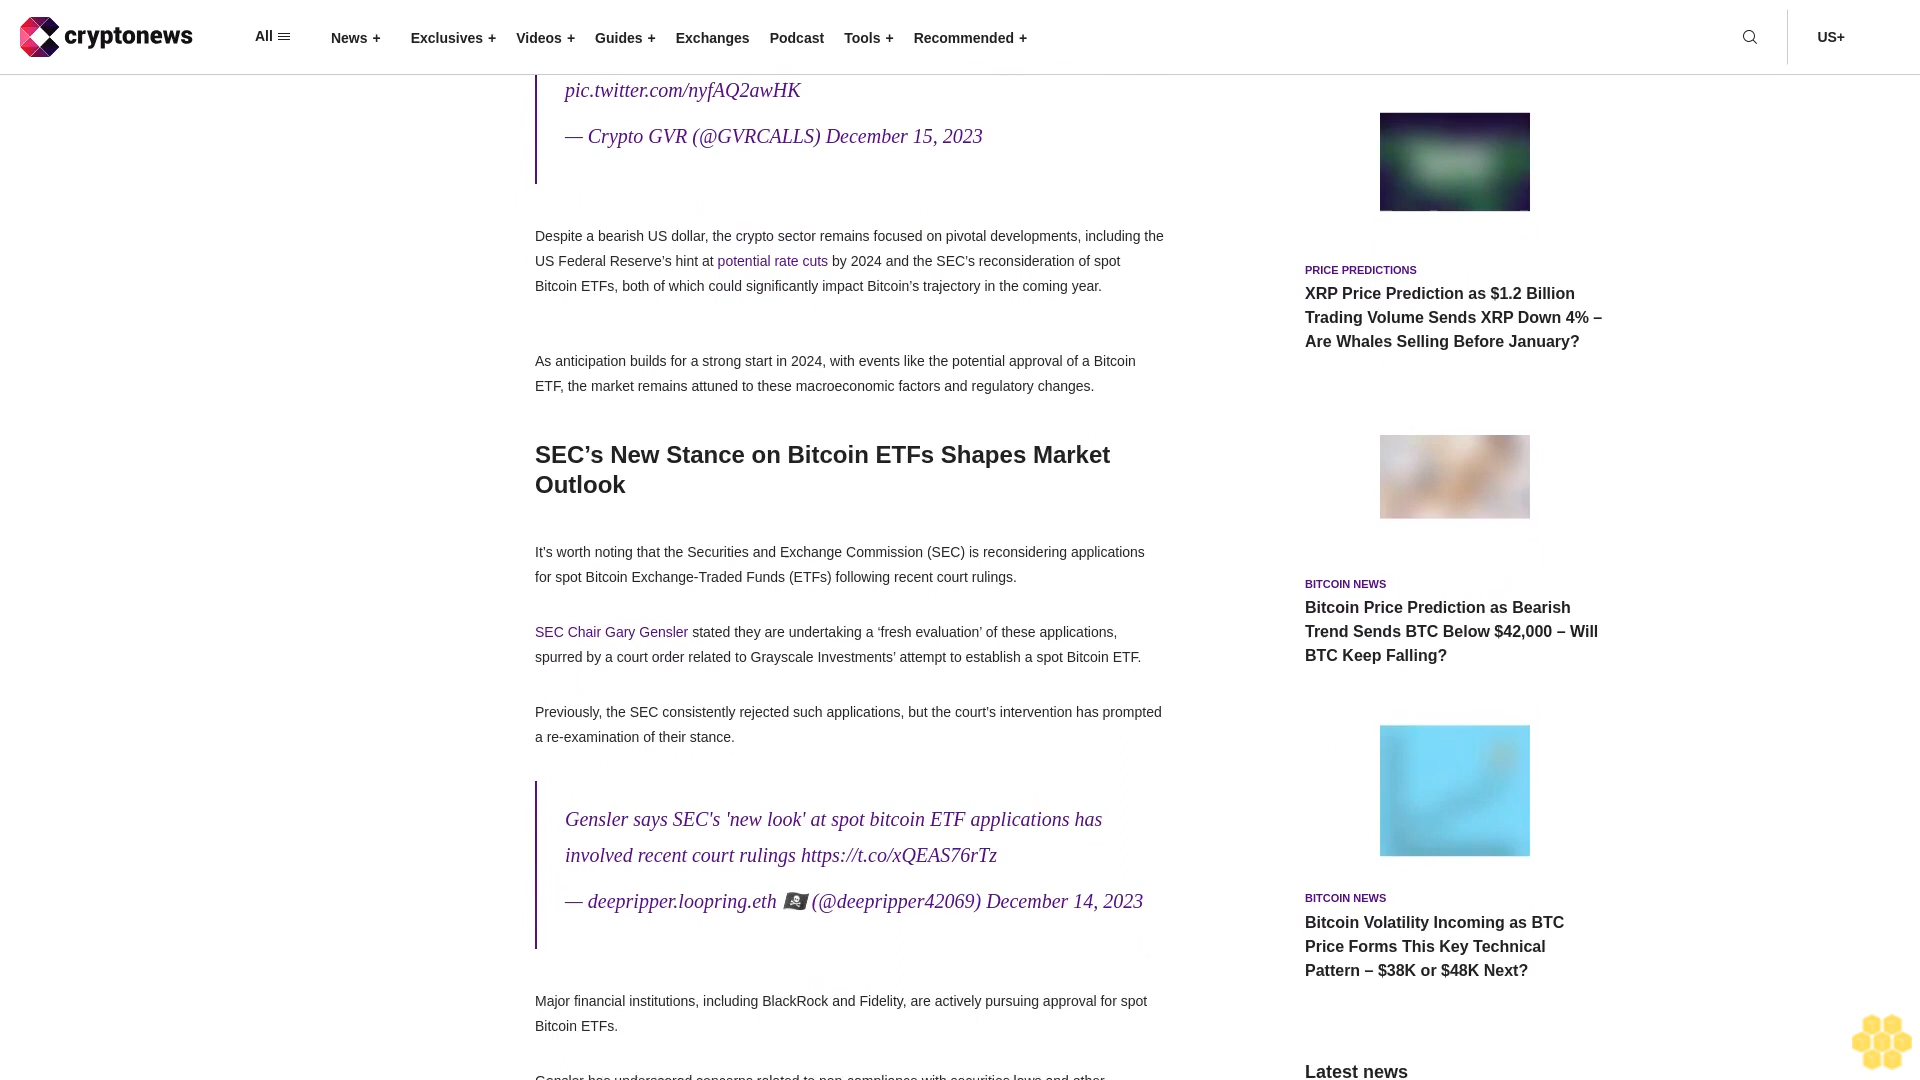 cryptonews
All
News +
Exclusives +
Videos +
Guides +
Exchanges
Podcast
Tools +
Recommended +
US+
pic.twitter.com/nyfAQ2awHK
— Crypto GVR (@GVRCALLS) December 15, 2023
Despite a bearish US dollar, the crypto sector remains focused on pivotal developments, including the
US Federal Reserve’s hint at potential rate cuts by 2024 and the SEC’s reconsideration of spot
Bitcoin ETFs, both of which could significantly impact Bitcoin’s trajectory in the coming year.
As anticipation builds for a strong start in 2024, with events like the potential approval of a Bitcoin
ETF, the market remains attuned to these macroeconomic factors and regulatory changes.
SEC’s New Stance on Bitcoin ETFs Shapes Market
Outlook
It’s worth noting that the Securities and Exchange Commission (SEC) is reconsidering applications
for spot Bitcoin Exchange-Traded Funds (ETFs) following recent court rulings.
SEC Chair Gary Gensler stated they are undertaking a ‘fresh evaluation’ of these applications,
spurred by a court order related to Grayscale Investments’ attempt to establish a spot Bitcoin ETF.
Previously, the SEC consistently rejected such applications, but the court’s intervention has prompted
a re-examination of their stance.
Gensler says SEC's 'new look' at spot bitcoin ETF applications has
involved recent court rulings https://t.co/xQEAS76rTz
— deepripper.loopring.eth 🏴‍☠️ (@deepripper42069) December 14, 2023
Major financial institutions, including BlackRock and Fidelity, are actively pursuing approval for spot
Bitcoin ETFs.
Gensler has underscored concerns related to non-compliance with securities laws and other
PRICE PREDICTIONS
XRP Price Prediction as $1.2 Billion
Trading Volume Sends XRP Down 4% –
Are Whales Selling Before January?
BITCOIN NEWS
Bitcoin Price Prediction as Bearish
Trend Sends BTC Below $42,000 – Will
BTC Keep Falling?
BITCOIN NEWS
Bitcoin Volatility Incoming as BTC
Price Forms This Key Technical
Pattern – $38K or $48K Next?
Latest news